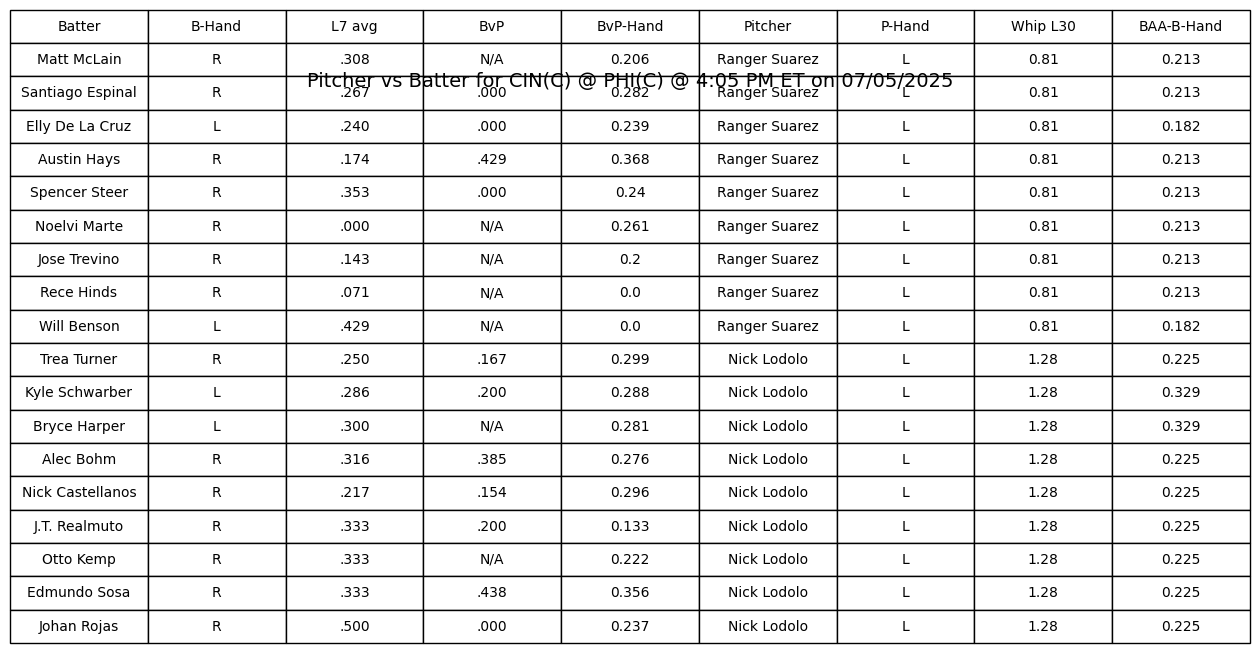 Batter B-Hand L7 avg BvP BvP-Hand Pitcher P-Hand Whip L30 BAA-B-Hand
Matt McLain R .308 N/A 0.206 Ranger Suarez L 0.81 0.213
Pitcher vs Batter for CIN(C) @ PHI(C) @ 4:05 PM ET on 07/05/2025
Santiago Espinal R .267 .000 0.282 Ranger Suarez L 0.81 0.213
Elly De La Cruz L .240 .000 0.239 Ranger Suarez L 0.81 0.182
Austin Hays R .174 .429 0.368 Ranger Suarez L 0.81 0.213
Spencer Steer R .353 .000 0.24 Ranger Suarez L 0.81 0.213
Noelvi Marte R .000 N/A 0.261 Ranger Suarez L 0.81 0.213
Jose Trevino R .143 N/A 0.2 Ranger Suarez L 0.81 0.213
Rece Hinds R .071 N/A 0.0 Ranger Suarez L 0.81 0.213
Will Benson L .429 N/A 0.0 Ranger Suarez L 0.81 0.182
Trea Turner R .250 .167 0.299 Nick Lodolo L 1.28 0.225
Kyle Schwarber L .286 .200 0.288 Nick Lodolo L 1.28 0.329
Bryce Harper L .300 N/A 0.281 Nick Lodolo L 1.28 0.329
Alec Bohm R .316 .385 0.276 Nick Lodolo L 1.28 0.225
Nick Castellanos R .217 .154 0.296 Nick Lodolo L 1.28 0.225
J.T. Realmuto R .333 .200 0.133 Nick Lodolo L 1.28 0.225
Otto Kemp R .333 N/A 0.222 Nick Lodolo L 1.28 0.225
Edmundo Sosa R .333 .438 0.356 Nick Lodolo L 1.28 0.225
Johan Rojas R .500 .000 0.237 Nick Lodolo L 1.28 0.225